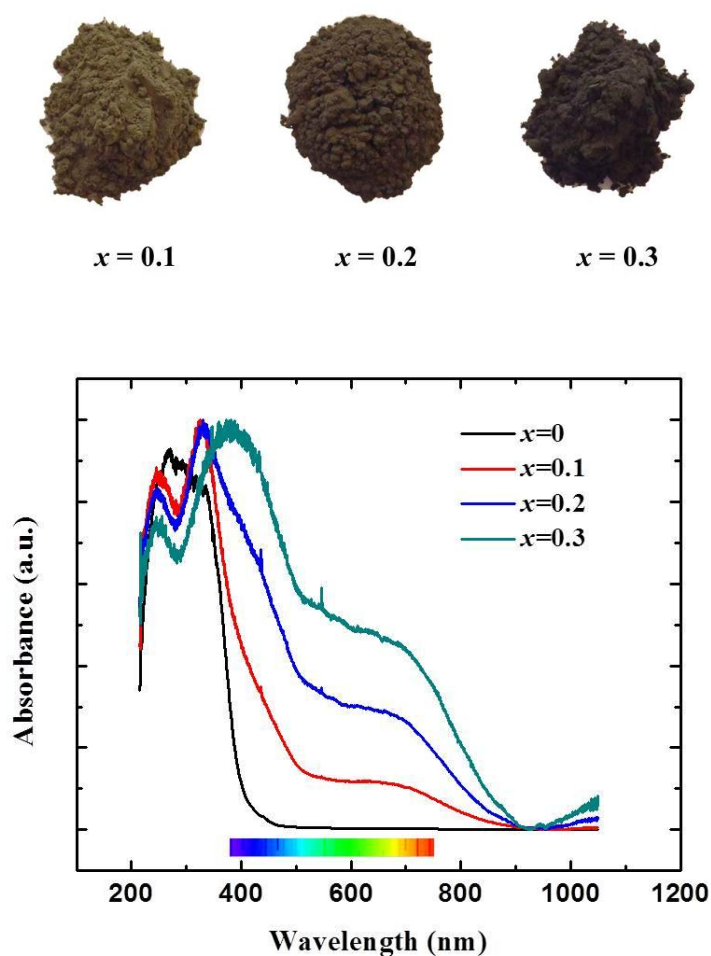 x = 0.1
x = 0.2
x = 0.3
x=0
x=0.1
x=0.2
x=0.3
Absorbance (a.u.)
200 400 600 800 1000 1200
Wavelength (nm)